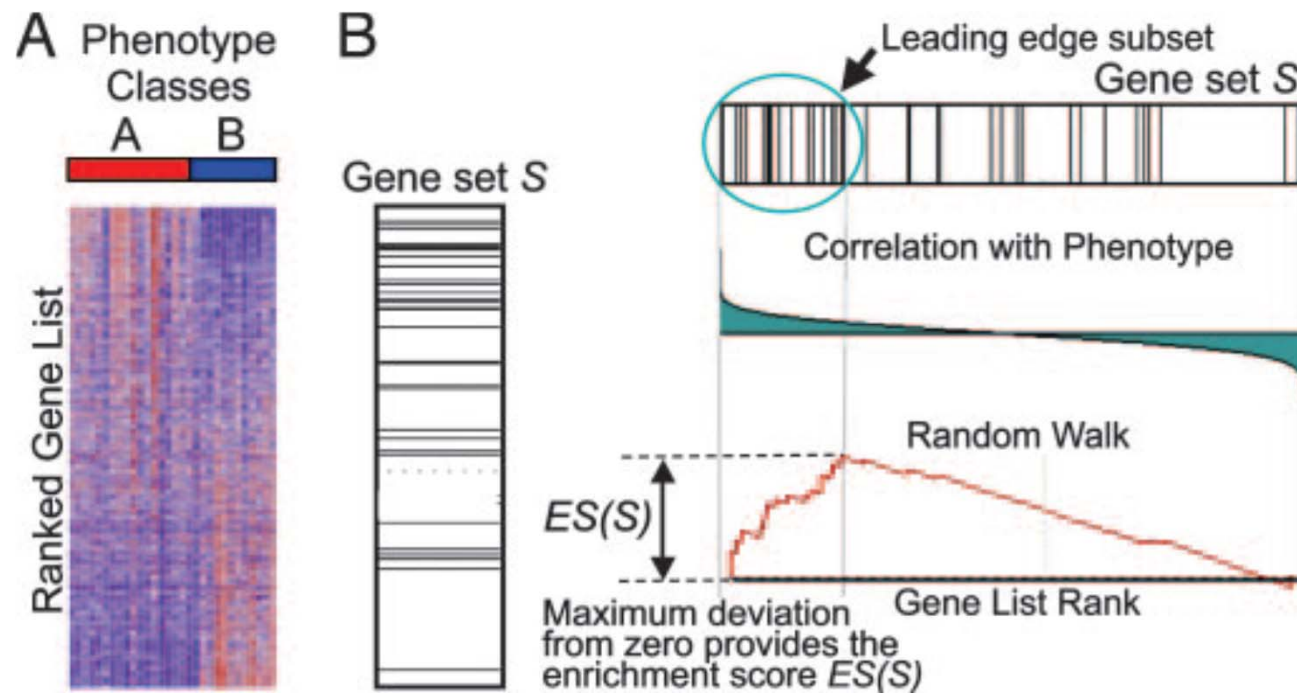 A
Phenotype
Classes
A B
Ranked Gene List
B
Gene set S
Leading edge subset
Gene set S
Correlation with Phenotype
Random Walk
ES(S)
Gene List Rank
Maximum deviation
from zero provides the
enrichment score ES(S)